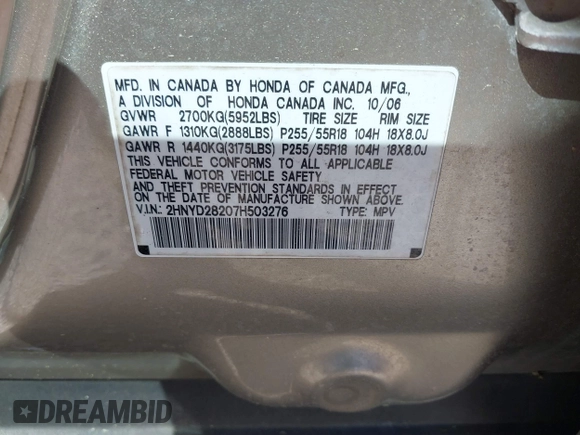 MFD. IN CANADA BY HONDA OF CANADA MFG.,
A DIVISION OF HONDA CANADA INC. 10/06
GVWR 2700KG(5952LBS) TIRE SIZE RIM SIZE
GAWR F 1310KG(2888LBS) P255/55R18 104H 18X8.0J
GAWR R 1440KG(3175LBS) P255/55R18 104H 18X8.0J
THIS VEHICLE CONFORMS TO ALL APPLICABLE
FEDERAL MOTOR VEHICLE SAFETY
AND THEFT PREVENTION STANDARDS IN EFFECT
ON THE DATE OF MANUFACTURE SHOWN ABOVE.
V.I.N.: 2HNYD28207H503276 TYPE: MPV
DREAMBID